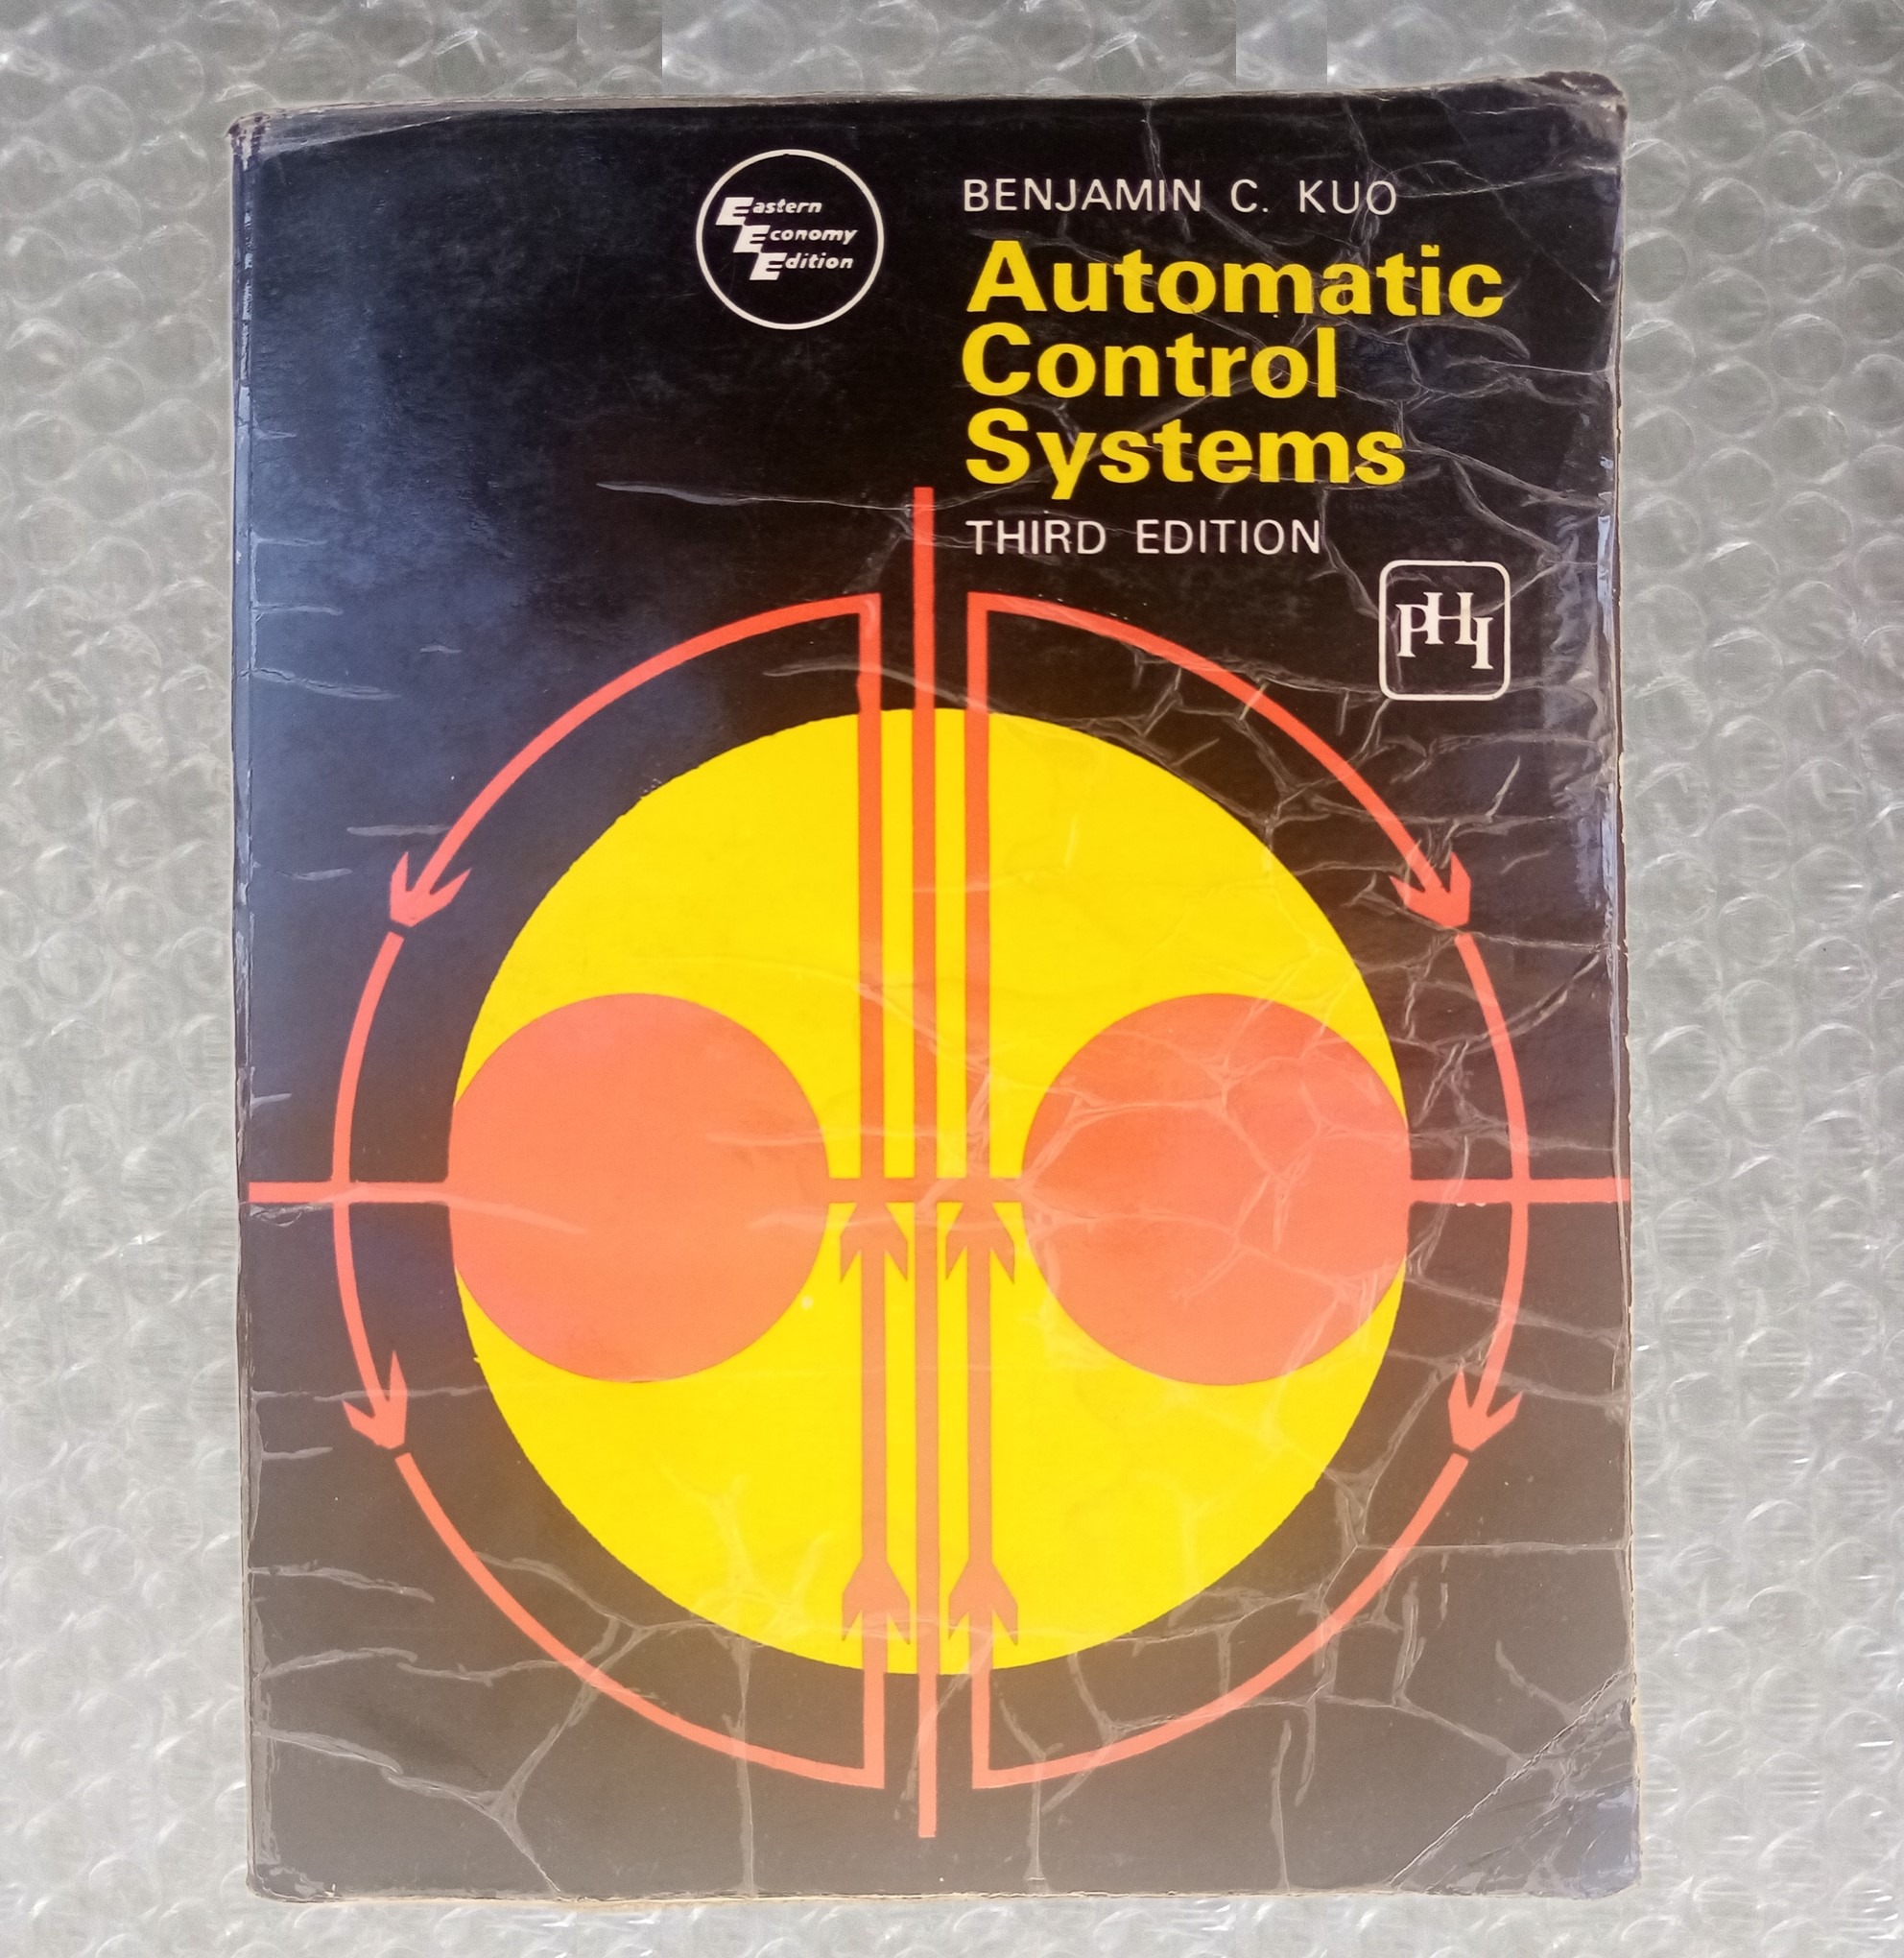 Eastern
Economy
Edition
BENJAMIN C. KUO
Automatic
Control
Systems
THIRD EDITION
PHI